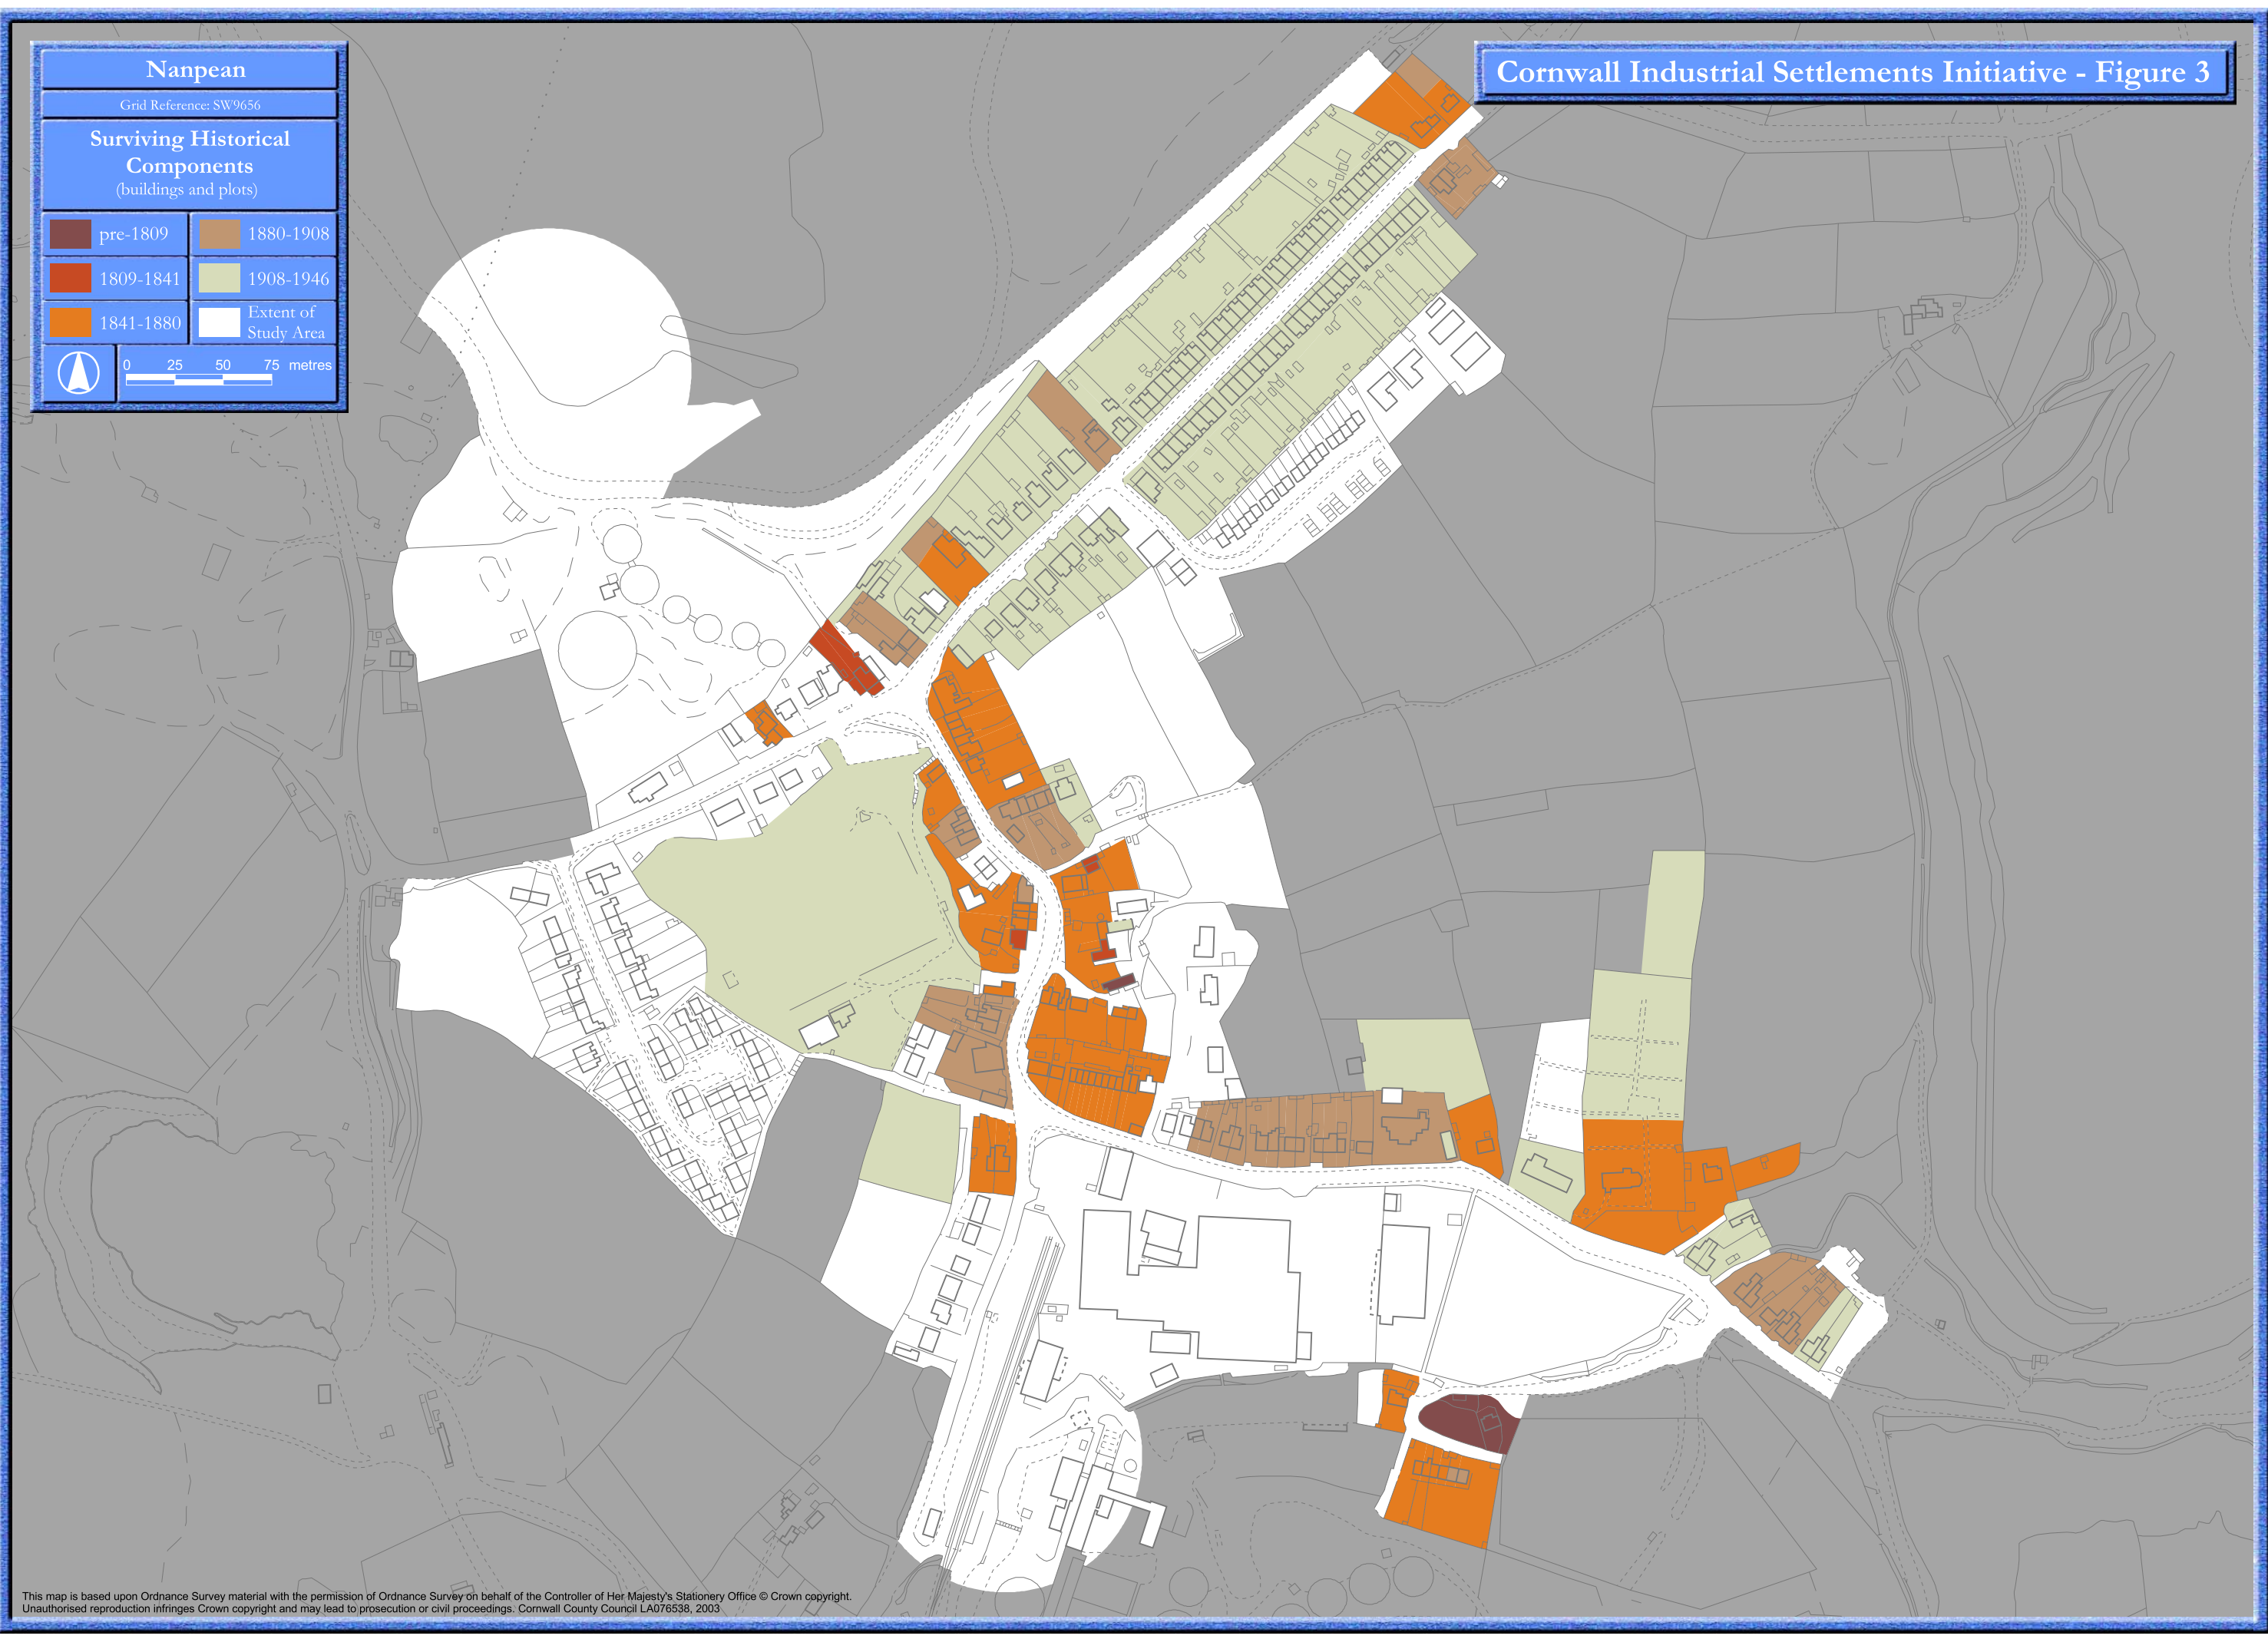 Nanpean
Grid Reference: SW9656
Surviving Historical
Components
(buildings and plots)
pre-1809
1880-1908
1809-1841
1908-1946
1841-1880
Extent of
Study Area
0 25 50 75 metres
Cornwall Industrial Settlements Initiative - Figure 3
This map is based upon Ordnance Survey material with the permission of Ordnance Survey on behalf of the Controller of Her Majesty's Stationery Office © Crown copyright.
Unauthorised reproduction infringes Crown copyright and may lead to prosecution or civil proceedings. Cornwall County Council LA076538, 2003